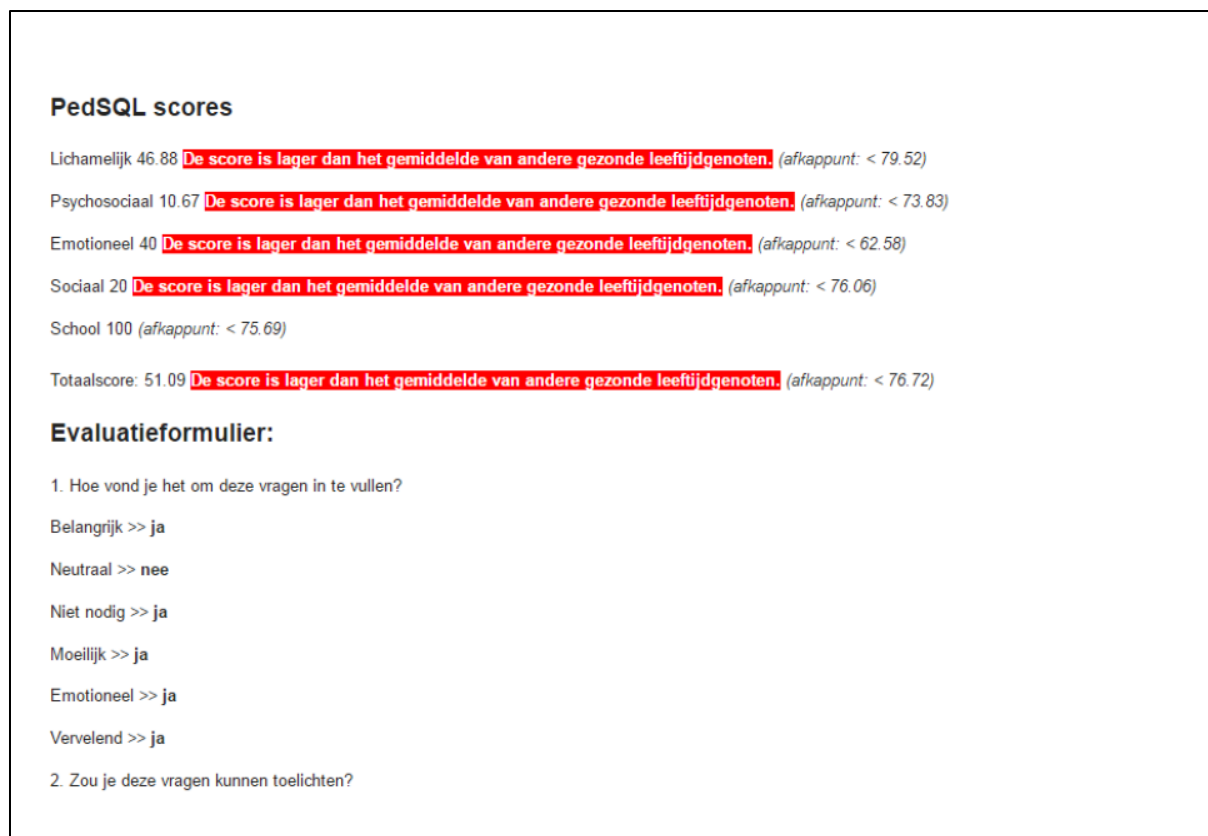 PedSQL scores
Lichamelijk 46.88 De score is lager dan het gemiddelde van andere gezonde leeftijdgenoten. (afkappunt: < 79.52)
Psychosociaal 10.67 De score is lager dan het gemiddelde van andere gezonde leeftijdgenoten. (afkappunt: < 73.83)
Emotioneel 40 De score is lager dan het gemiddelde van andere gezonde leeftijdgenoten. (afkappunt: < 62.58)
Sociaal 20 De score is lager dan het gemiddelde van andere gezonde leeftijdgenoten. (afkappunt: < 76.06)
School 100 (afkappunt: < 75.69)
Totaalscore: 51.09 De score is lager dan het gemiddelde van andere gezonde leeftijdgenoten. (afkappunt: < 76.72)
Evaluatieformulier:
1. Hoe vond je het om deze vragen in te vullen?
Belangrijk >> ja
Neutraal >> nee
Niet nodig >> ja
Moeilijk >> ja
Emotioneel >> ja
Vervelend >> ja
2. Zou je deze vragen kunnen toelichten?